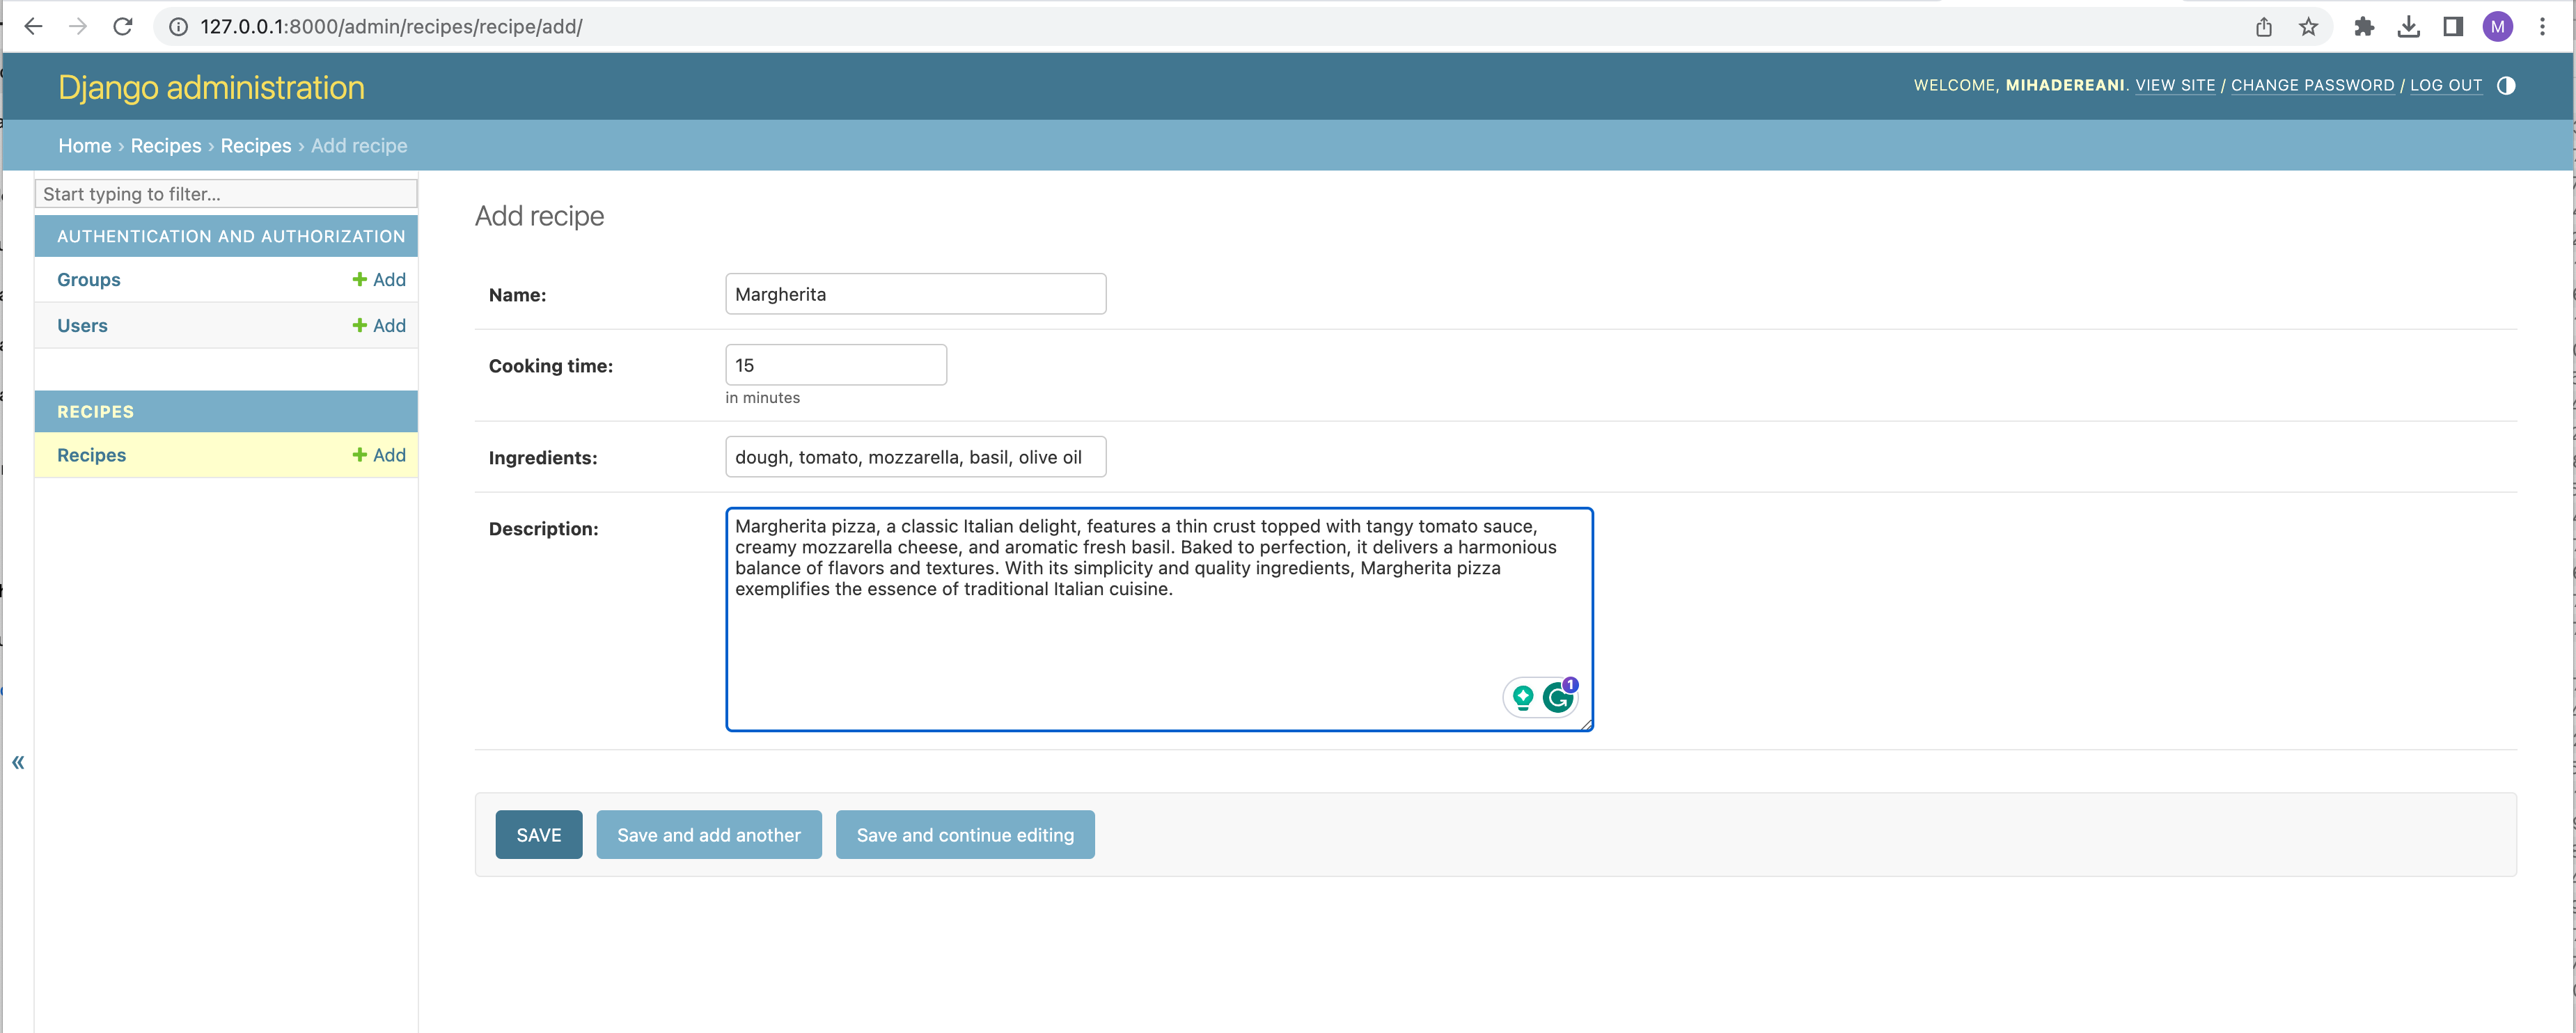 127.0.0.1:8000/admin/recipes/recipe/add/
M
Django administration
WELCOME, MIHADEREANI. VIEW SITE / CHANGE PASSWORD / LOG OUT
Home › Recipes › Recipes › Add recipe
Start typing to filter...
AUTHENTICATION AND AUTHORIZATION
Groups + Add
Users + Add
RECIPES
Recipes + Add
«
Add recipe
Name: Margherita
Cooking time: 15
in minutes
Ingredients: dough, tomato, mozzarella, basil, olive oil
Description: Margherita pizza, a classic Italian delight, features a thin crust topped with tangy tomato sauce,
creamy mozzarella cheese, and aromatic fresh basil. Baked to perfection, it delivers a harmonious
balance of flavors and textures. With its simplicity and quality ingredients, Margherita pizza
exemplifies the essence of traditional Italian cuisine.
1
SAVE Save and add another Save and continue editing